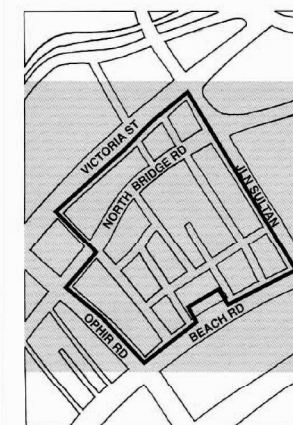 VICTORIA ST
NORTH BRIDGE RD
JLN SULTAN
OPHIR RD
BEACH RD